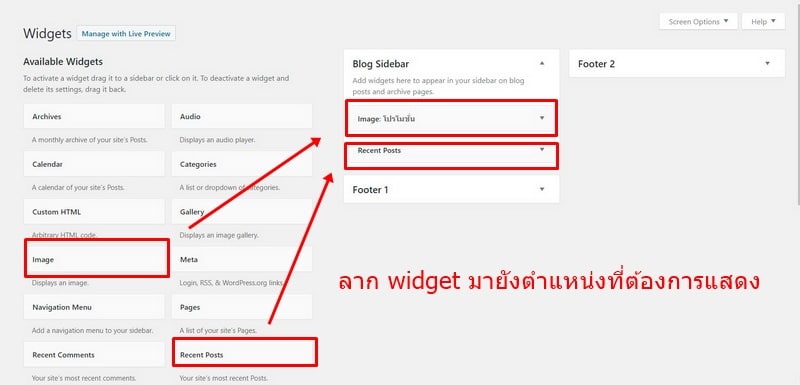 Screen Options ▼
Help ▼
Widgets
Manage with Live Preview
Available Widgets
To activate a widget drag it to a sidebar or click on it. To deactivate a widget and
delete its settings, drag it back.
Archives
Audio
A monthly archive of your site's Posts.
Displays an audio player.
Calendar
Categories
A calendar of your site's Posts.
A list or dropdown of categories.
Custom HTML
Gallery
Arbitrary HTML code.
Displays an image gallery.
Image
Meta
Displays an image.
Login, RSS, & WordPress.org links.
Navigation Menu
Pages
Add a navigation menu to your sidebar.
A list of your site's Pages.
Recent Comments
Recent Posts
Your site's most recent comments.
Your site's most recent Posts.
Blog Sidebar
Add widgets here to appear in your sidebar on blog
posts and archive pages.
Image: โปรโมชั่น
Recent Posts
Footer 1
Footer 2
ลาก widget มายังตำแหน่งที่ต้องการแสดง